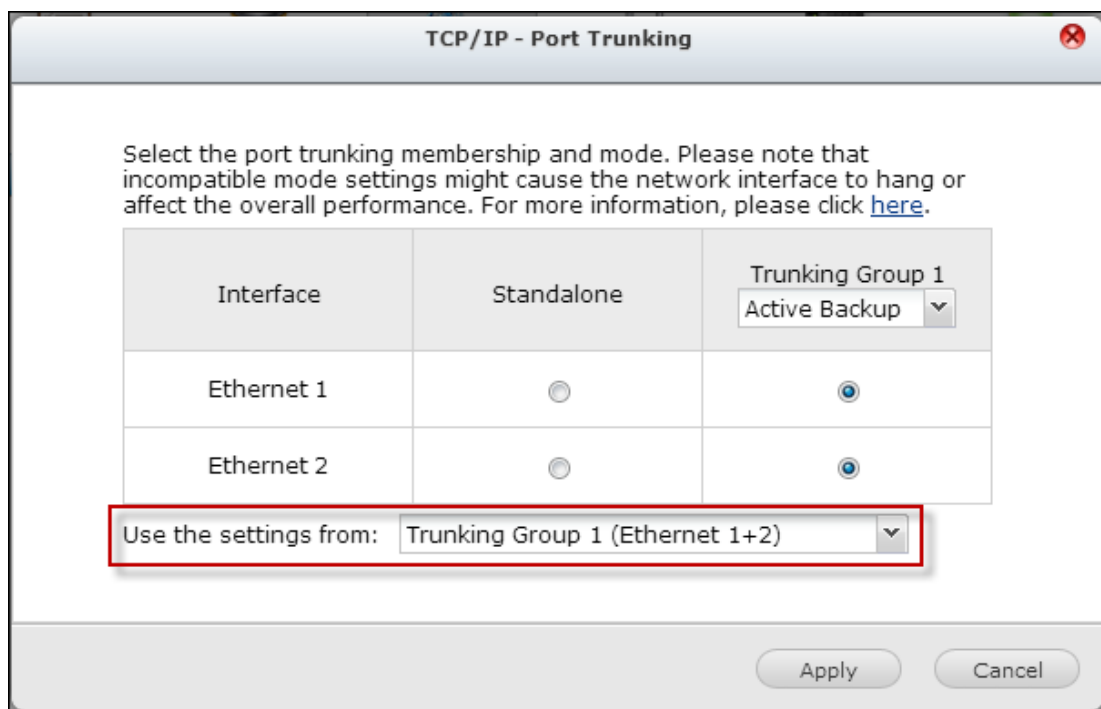 TCP/IP - Port Trunking
Select the port trunking membership and mode. Please note that
incompatible mode settings might cause the network interface to hang or
affect the overall performance. For more information, please click here.
Interface
Standalone
Trunking Group 1
Active Backup
Ethernet 1
Ethernet 2
Use the settings from: Trunking Group 1 (Ethernet 1+2)
Apply Cancel